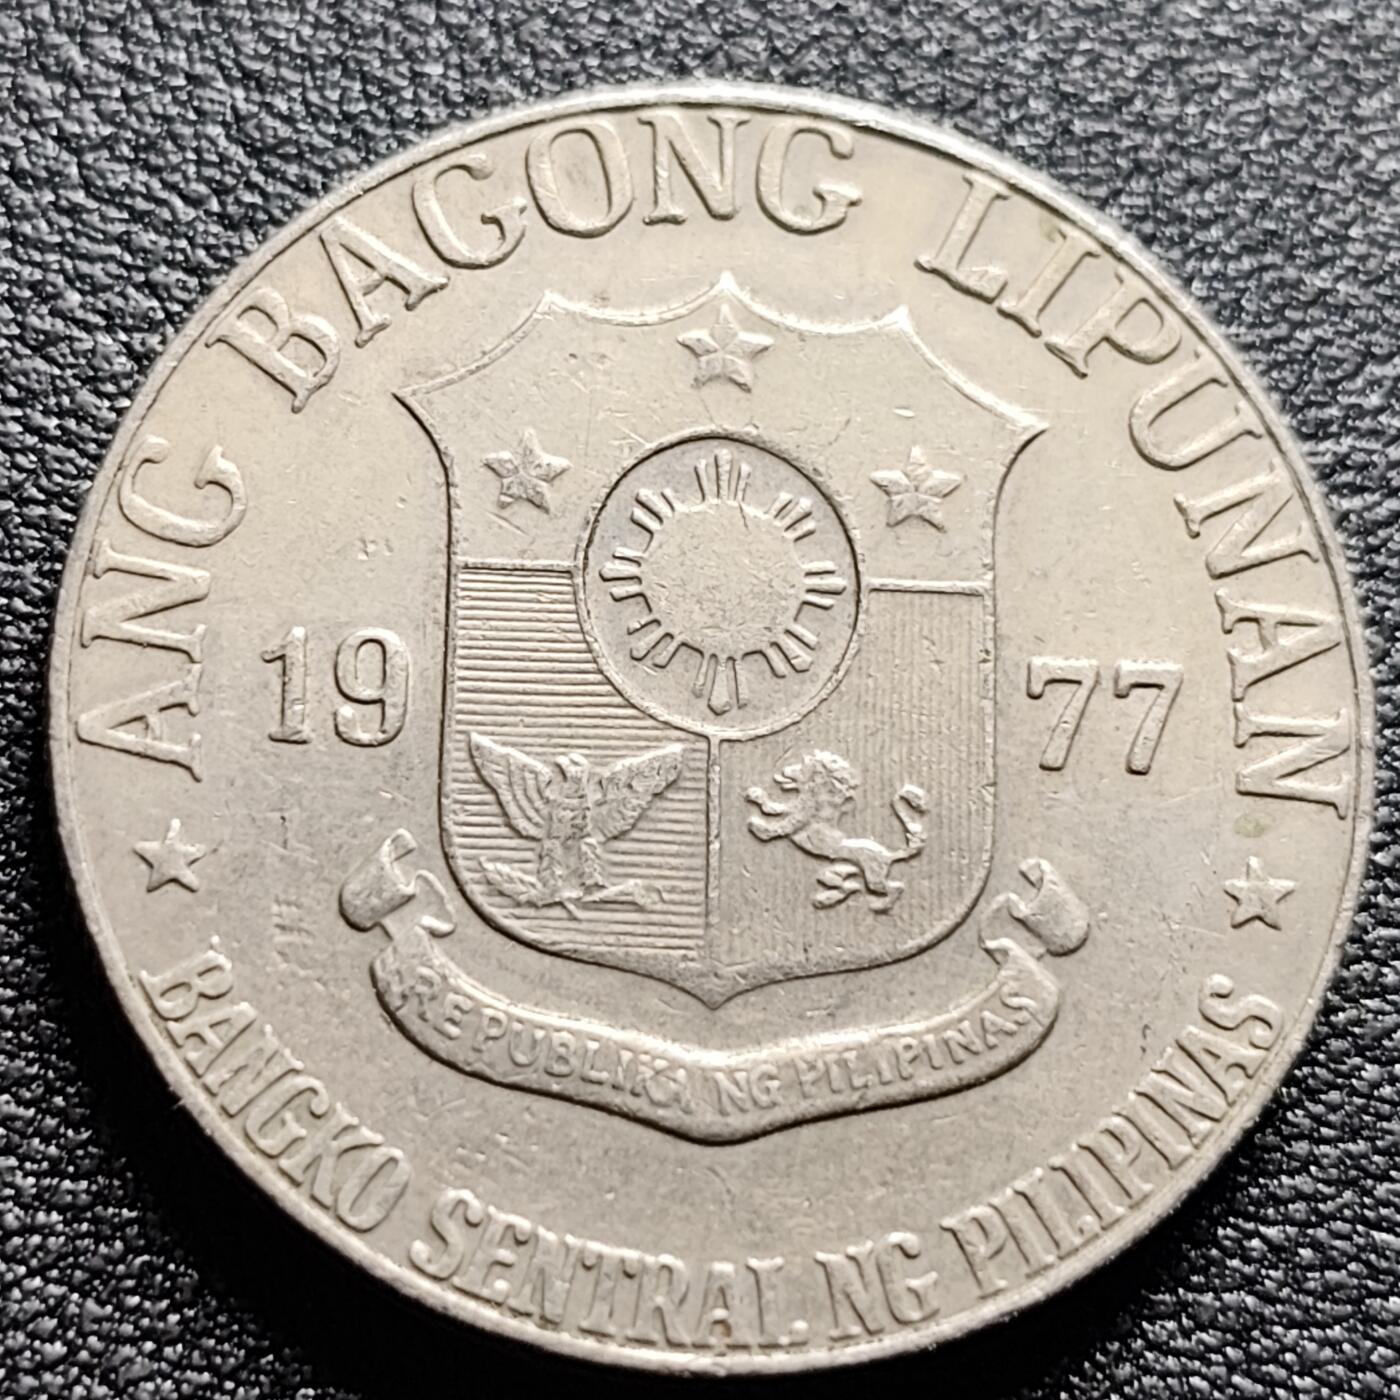 ANG BAGONG LIPUNAN
19 77
REPUBLIKA NG PILIPINAS
BANGKO SENTRAL NG PILIPINAS